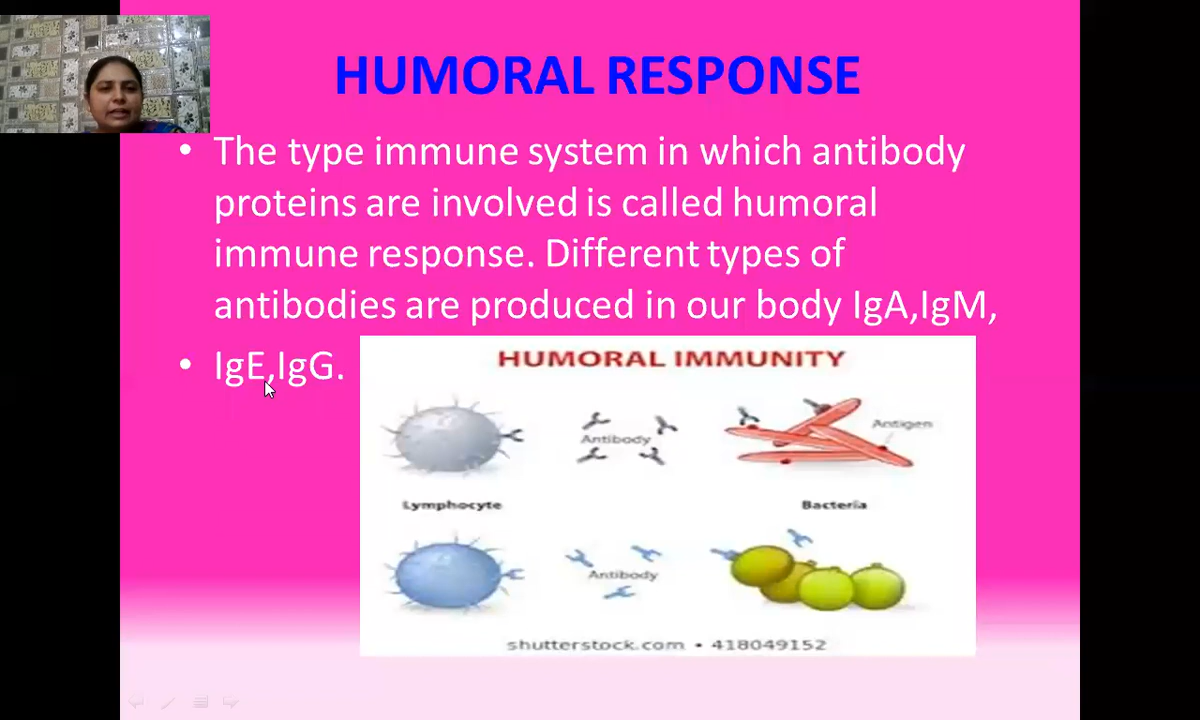 HUMORAL RESPONSE
• The type immune system in which antibody
proteins are involved is called humoral
immune response. Different types of
antibodies are produced in our body IgA,IgM,
• IgE,IgG.
HUMORAL IMMUNITY
Antibody
Antigen
Lymphocyte
Bacteria
Antibody
shutterstock.com • 418049152